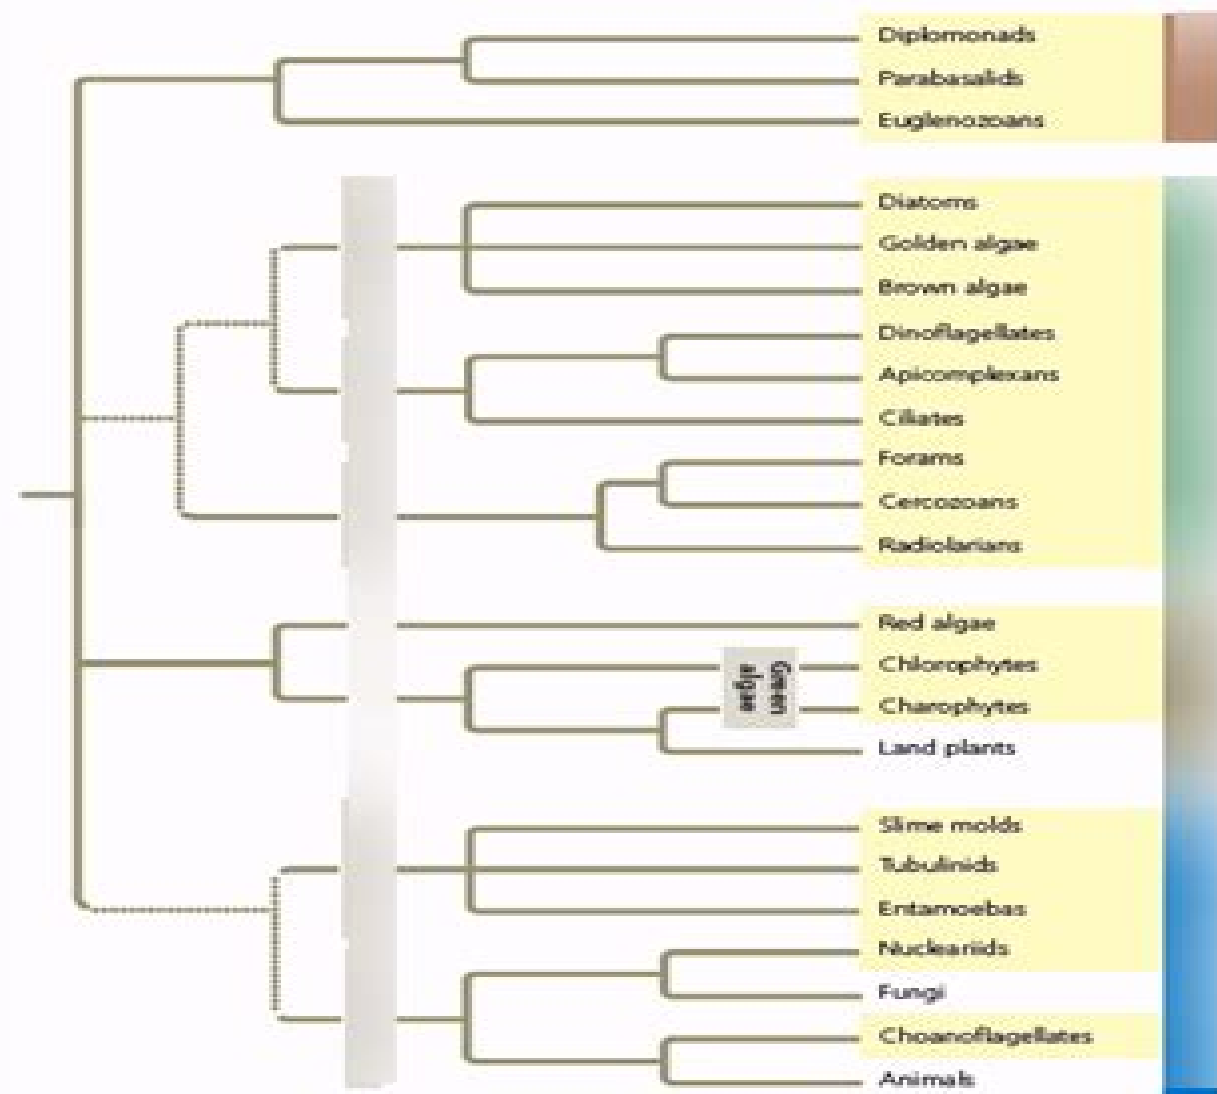 Diplomonads
Parabasalids
Euglenozoans
Diatoms
Golden algae
Brown algae
Dinoflagellates
Apicomplexans
Ciliates
Forams
Cercozoans
Radiolarians
Red algae
Chlorophytes
Green
algae
Charophytes
Land plants
Slime molds
Tubulinids
Entamoebas
Nucleariids
Fungi
Choanoflagellates
Animals